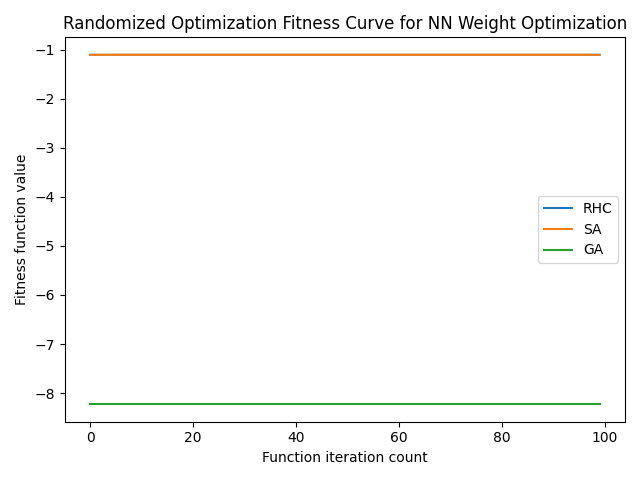 Randomized Optimization Fitness Curve for NN Weight Optimization
−1
−2
−3
−4
−5
−6
−7
−8
Fitness function value
RHC
SA
GA
0 20 40 60 80 100
Function iteration count